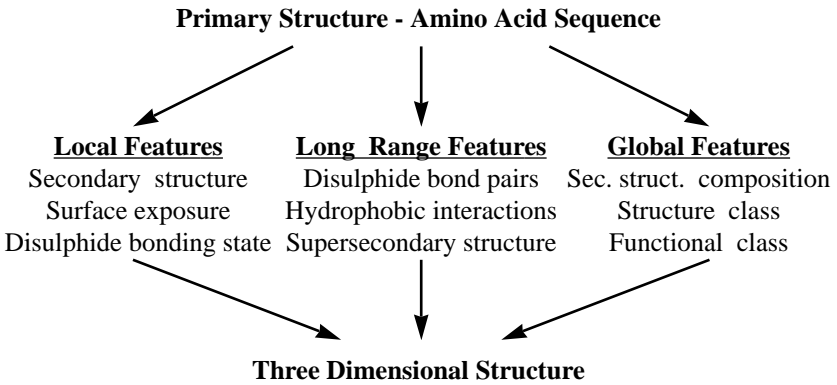 Primary Structure - Amino Acid Sequence
Local Features
Secondary structure
Surface exposure
Disulphide bonding state
Long Range Features
Disulphide bond pairs
Hydrophobic interactions
Supersecondary structure
Global Features
Sec. struct. composition
Structure class
Functional class
Three Dimensional Structure